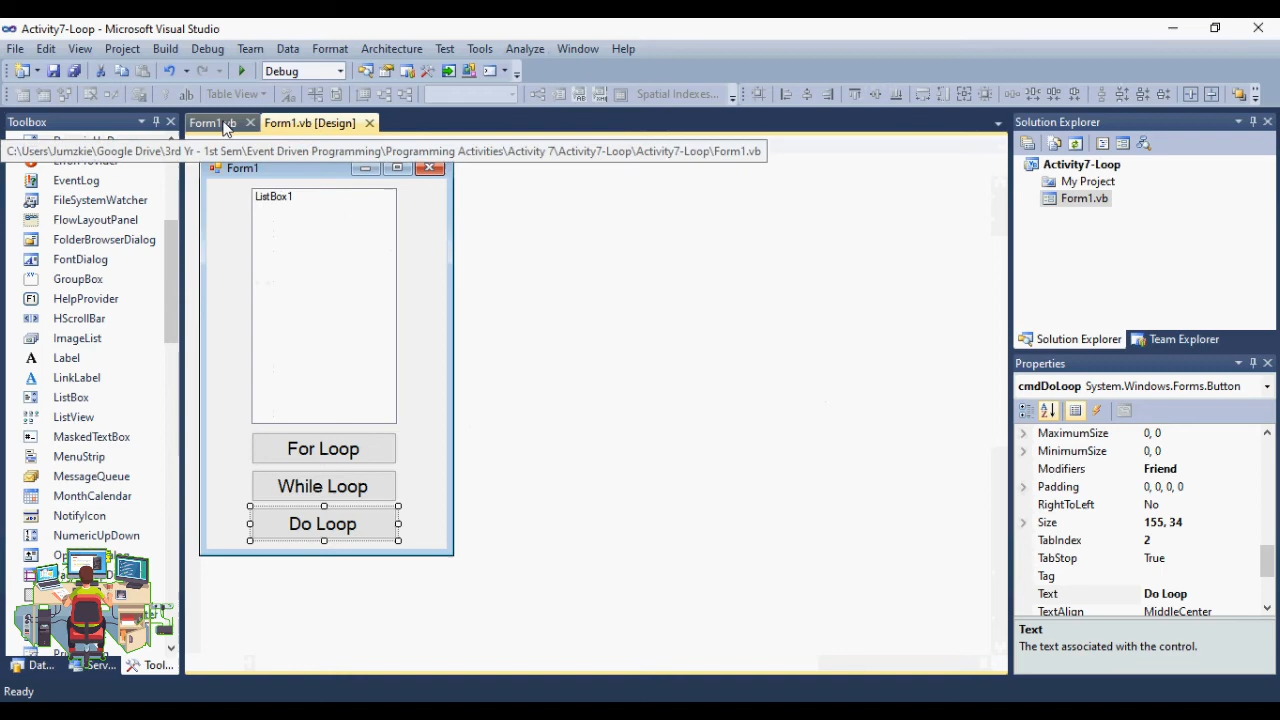 Activity7-Loop - Microsoft Visual Studio
File Edit View Project Build Debug Team Data Format Architecture Test Tools Analyze Window Help
Debug
Table View
Spatial Indexes...
Toolbox
Form1.vb
Form1.vb [Design]
Solution Explorer
C:\Users\Jumzkie\Google Drive\3rd Yr - 1st Sem\Event Driven Programming\Programming Activities\Activity 7\Activity7-Loop\Activity7-Loop\Form1.vb
EventLog
FileSystemWatcher
FlowLayoutPanel
FolderBrowserDialog
FontDialog
GroupBox
HelpProvider
HScrollBar
ImageList
Label
LinkLabel
ListBox
ListView
MaskedTextBox
MenuStrip
MessageQueue
MonthCalendar
NotifyIcon
NumericUpDown
Dat...
Serv...
Tool...
Form1
ListBox1
For Loop
While Loop
Do Loop
Activity7-Loop
My Project
Form1.vb
Solution Explorer
Team Explorer
Properties
cmdDoLoop System.Windows.Forms.Button
MaximumSize 0, 0
MinimumSize 0, 0
Modifiers Friend
Padding 0, 0, 0, 0
RightToLeft No
Size 155, 34
TabIndex 2
TabStop True
Tag
Text Do Loop
TextAlign MiddleCenter
Text
The text associated with the control.
Ready